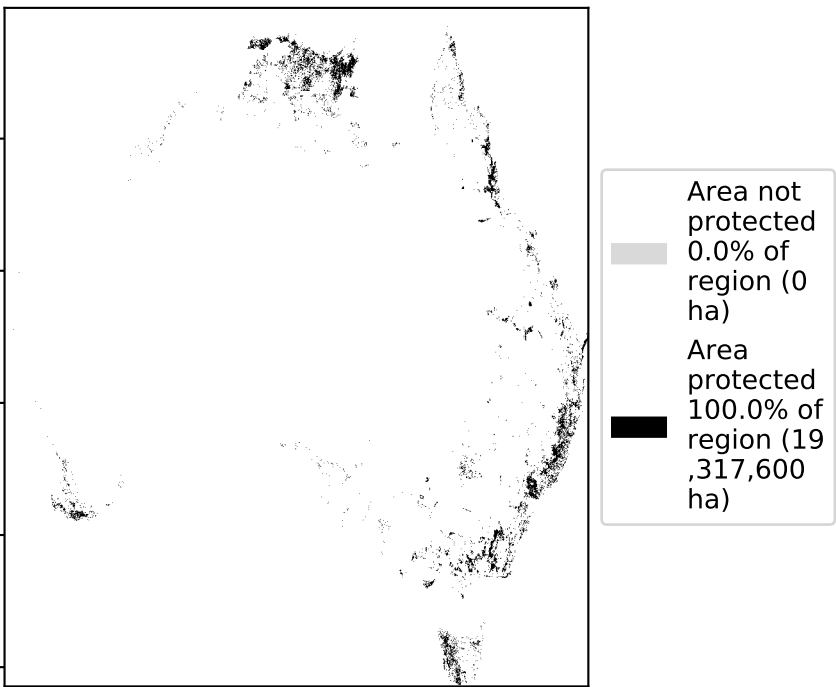 Area not
protected
0.0% of
region (0
ha)
Area
protected
100.0% of
region (19
,317,600
ha)